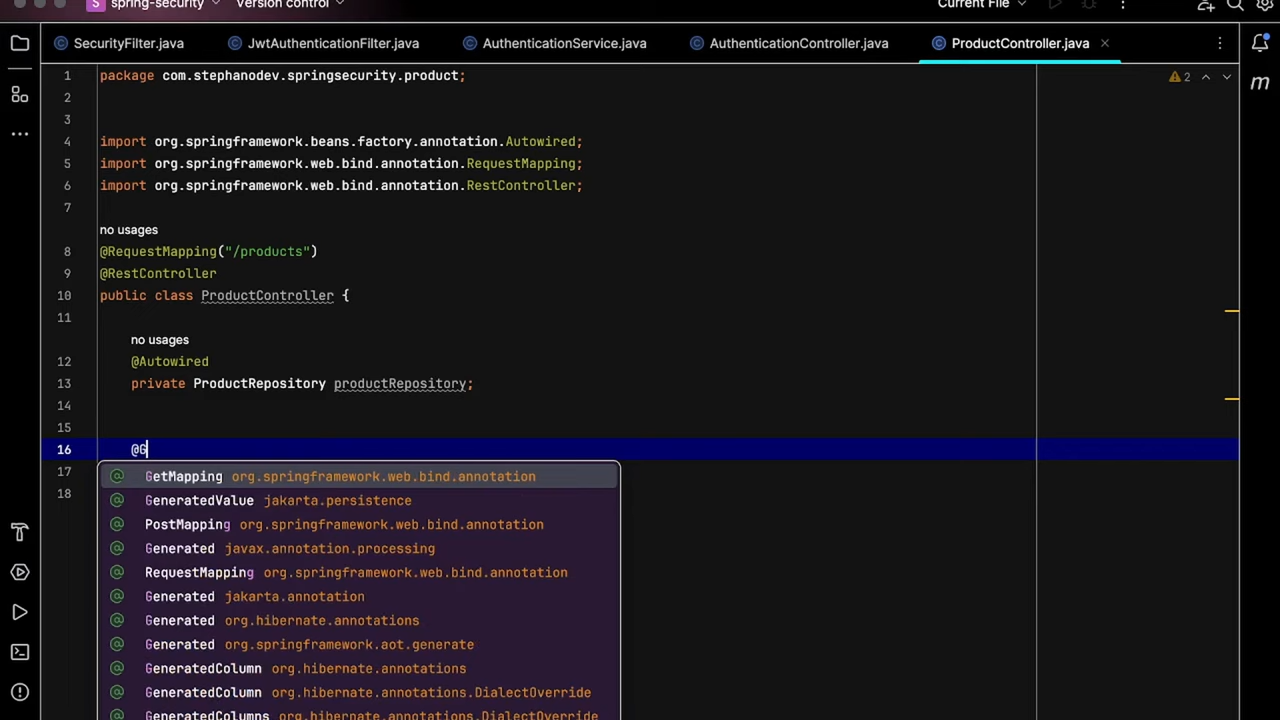 S spring-security Version control Current File
SecurityFilter.java JwtAuthenticationFilter.java AuthenticationService.java AuthenticationController.java ProductController.java
1 package com.stephanodev.springsecurity.product; 2
2
3
4 import org.springframework.beans.factory.annotation.Autowired;
5 import org.springframework.web.bind.annotation.RequestMapping;
6 import org.springframework.web.bind.annotation.RestController;
7
no usages
8 @RequestMapping("/products")
9 @RestController
10 public class ProductController {
11
no usages
12 @Autowired
13 private ProductRepository productRepository;
14
15
16 @G
17
18
@ GetMapping org.springframework.web.bind.annotation
@ GeneratedValue jakarta.persistence
@ PostMapping org.springframework.web.bind.annotation
@ Generated javax.annotation.processing
@ RequestMapping org.springframework.web.bind.annotation
@ Generated jakarta.annotation
@ Generated org.hibernate.annotations
@ Generated org.springframework.aot.generate
@ GeneratedColumn org.hibernate.annotations
@ GeneratedColumn org.hibernate.annotations.DialectOverride
@ GeneratedColumns org.hibernate.annotations.DialectOverride